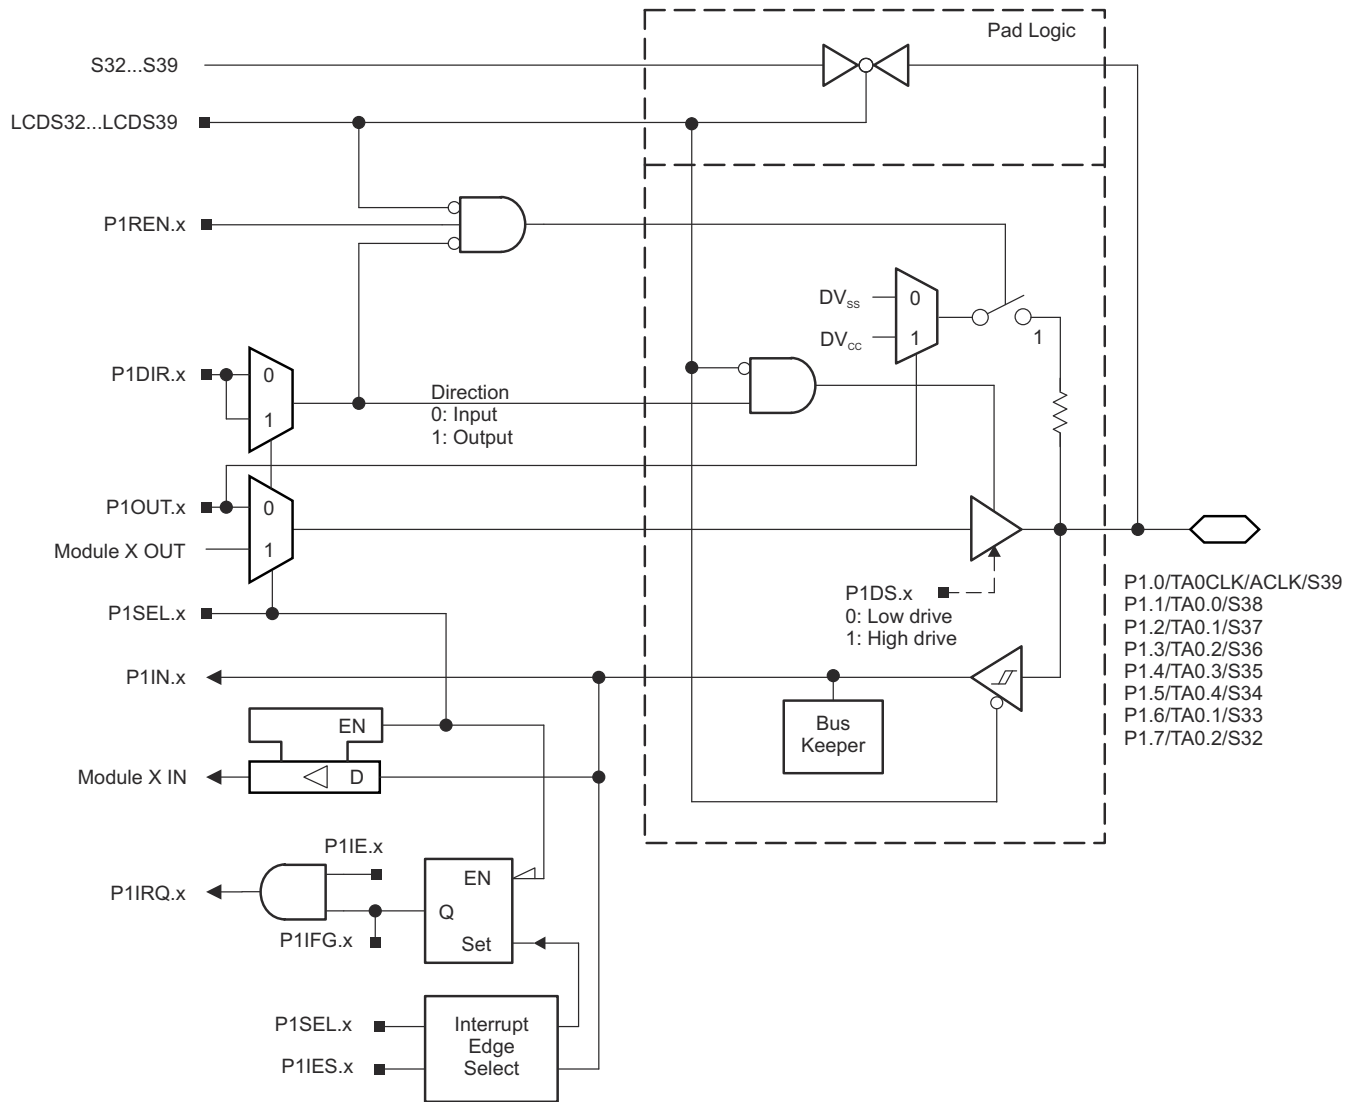 Pad Logic
S32...S39
LCDS32...LCDS39
P1REN.x
DVSS
0
DVCC
1
1
P1DIR.x
0
1
Direction
0: Input
1: Output
P1OUT.x
0
Module X OUT
1
P1SEL.x
P1DS.x
0: Low drive
1: High drive
P1.0/TA0CLK/ACLK/S39
P1.1/TA0.0/S38
P1.2/TA0.1/S37
P1.3/TA0.2/S36
P1.4/TA0.3/S35
P1.5/TA0.4/S34
P1.6/TA0.1/S33
P1.7/TA0.2/S32
P1IN.x
Bus
Keeper
EN
Module X IN
D
P1IE.x
P1IRQ.x
P1IFG.x
EN
Q
Set
P1SEL.x
P1IES.x
Interrupt
Edge
Select